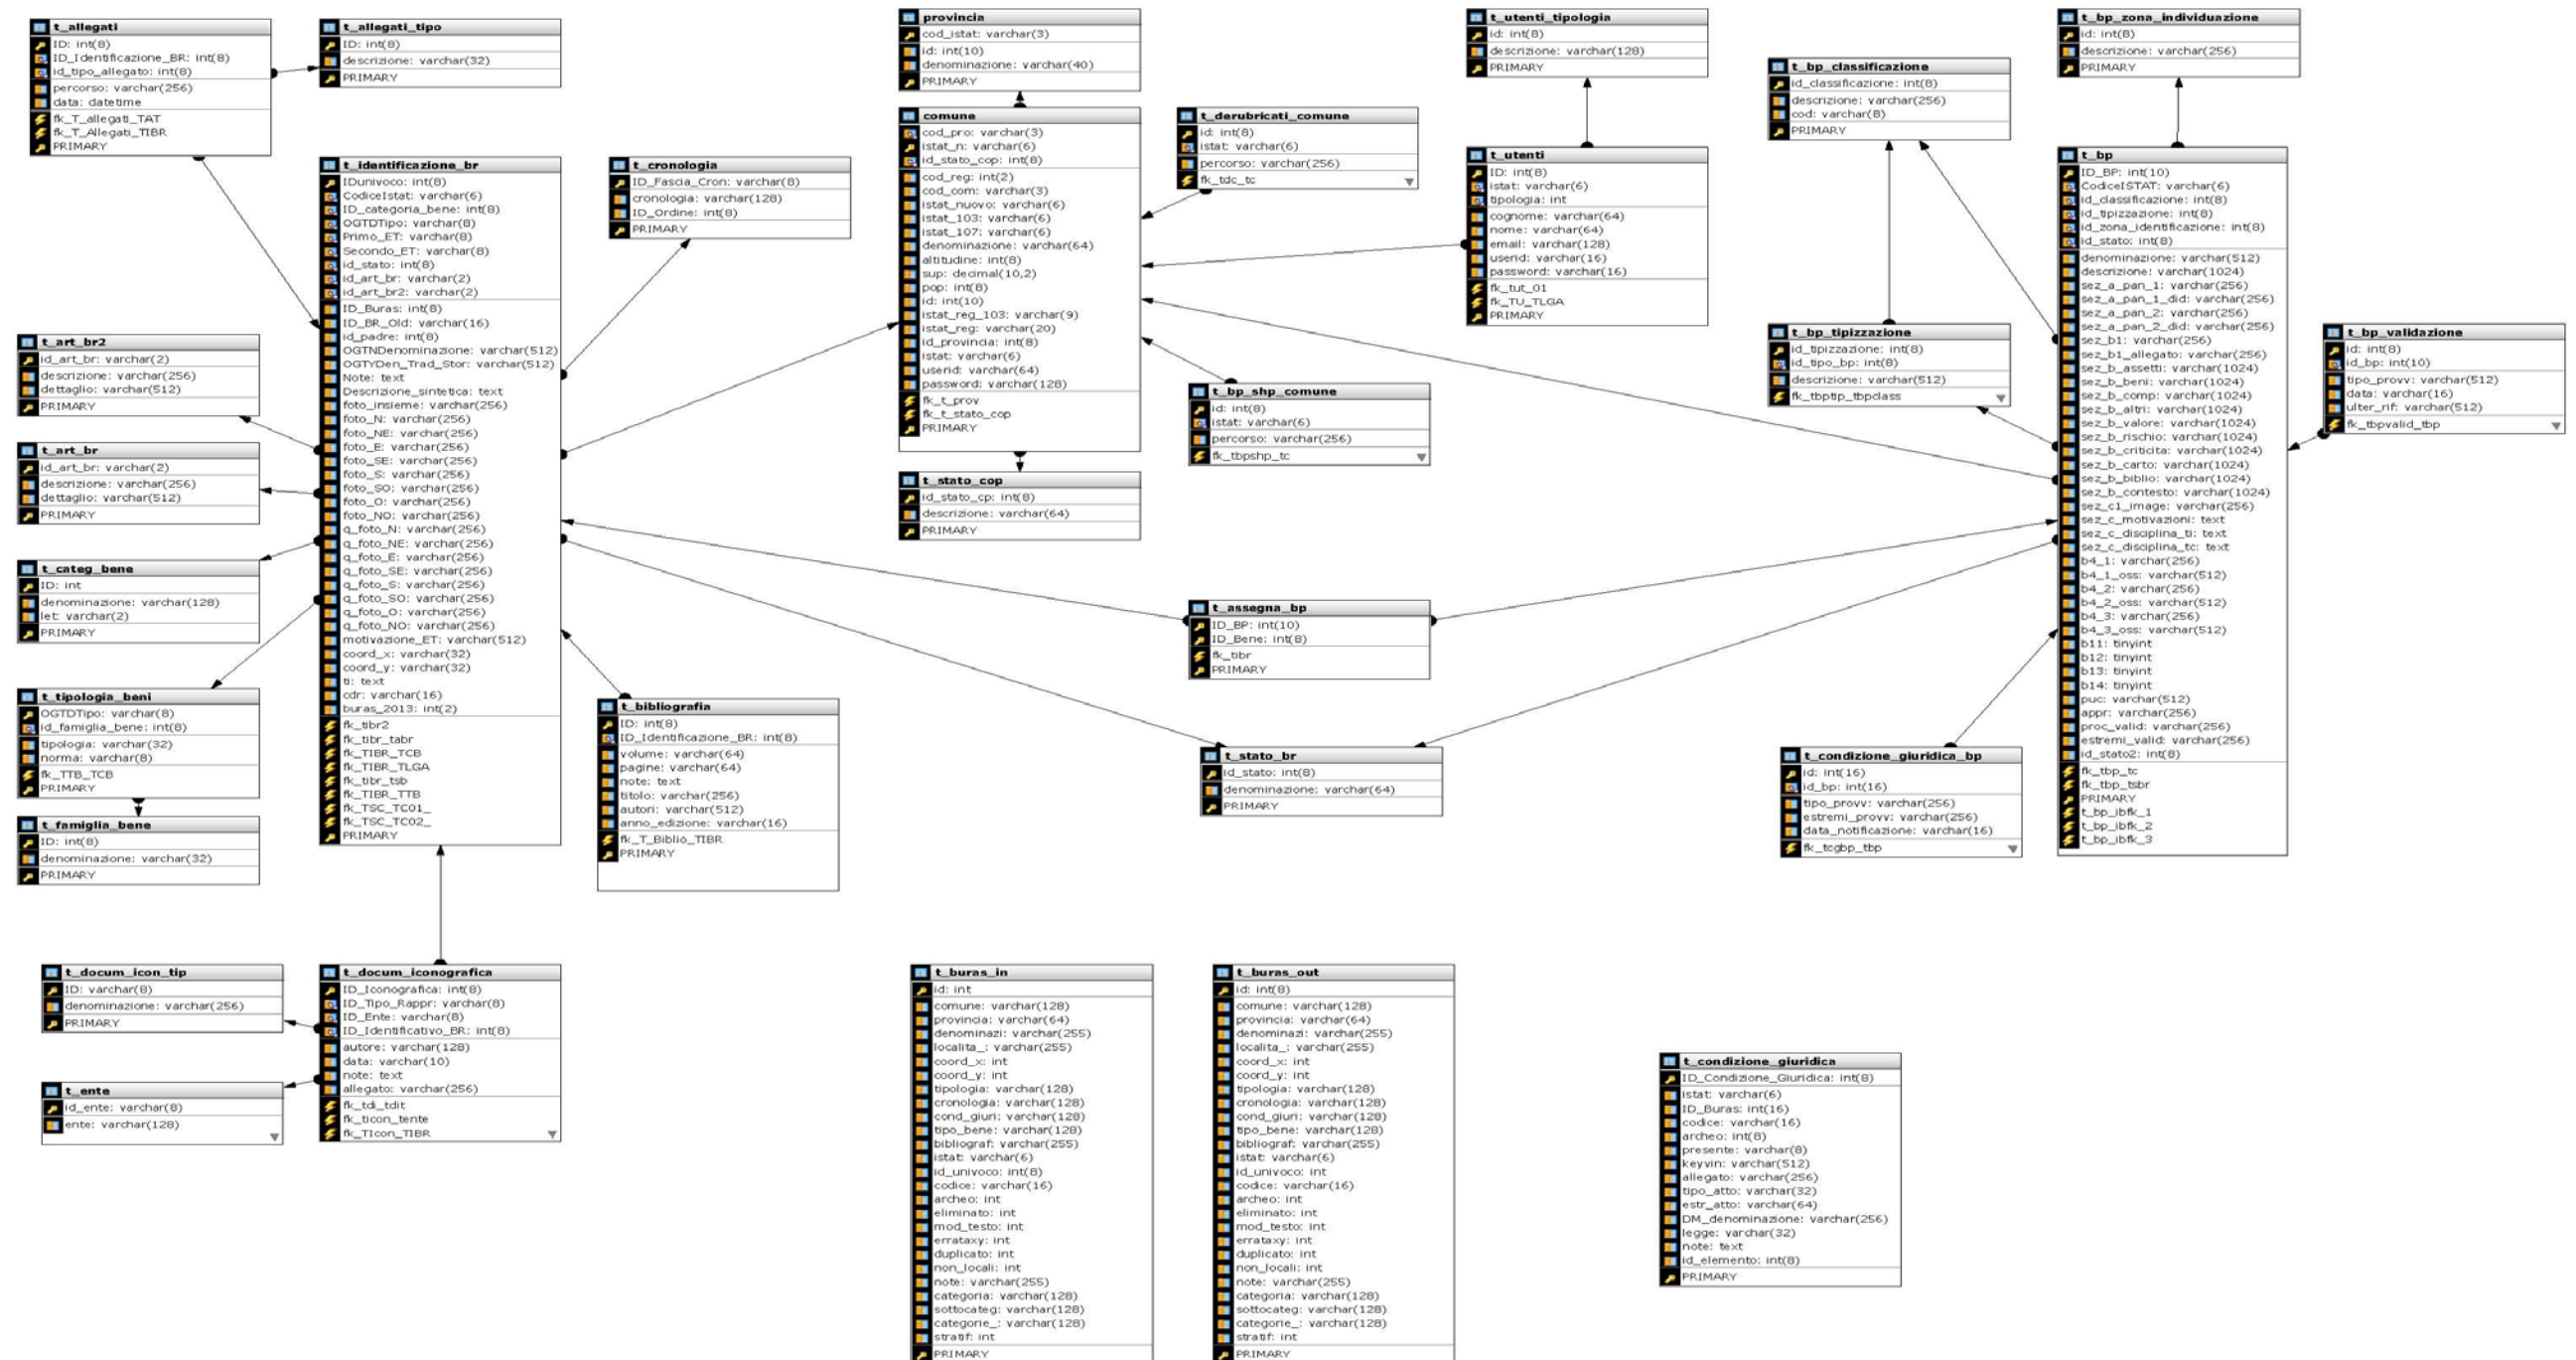 t_allegati
ID: int(8)
ID_Identificazione_BR: int(8)
id_tipo_allegato: int(8)
percorso: varchar(256)
data: datetime
fk_T_allegati_TAT
fk_T_Allegati_TIBR
PRIMARY
t_allegati_tipo
ID: int(8)
descrizione: varchar(32)
PRIMARY
t_identificazione_br
IDunivoco: int(8)
CodiceIstat: varchar(6)
ID_categoria_bene: int(8)
OGTDTipo: varchar(8)
Primo_ET: varchar(8)
Secondo_ET: varchar(8)
id_stato: int(8)
id_art_br: varchar(2)
id_art_br2: varchar(2)
ID_Buras: int(8)
ID_BR_Old: varchar(16)
id_padre: int(8)
OGTNDenominazione: varchar(512)
OGTYDen_Trad_Stor: varchar(512)
Note: text
Descrizione_sintetica: text
foto_insieme: varchar(256)
foto_N: varchar(256)
foto_NE: varchar(256)
foto_E: varchar(256)
foto_SE: varchar(256)
foto_S: varchar(256)
foto_SO: varchar(256)
foto_O: varchar(256)
foto_NO: varchar(256)
q_foto_N: varchar(256)
q_foto_NE: varchar(256)
q_foto_E: varchar(256)
q_foto_SE: varchar(256)
q_foto_S: varchar(256)
q_foto_SO: varchar(256)
q_foto_O: varchar(256)
q_foto_NO: varchar(256)
motivazione_ET: varchar(512)
coord_x: varchar(32)
coord_y: varchar(32)
ti: text
cdr: varchar(16)
buras_2013: int(2)
fk_tibr2
fk_tibr_tabr
fk_TIBR_TCB
fk_TIBR_TLGA
fk_tibr_tsb
fk_TIBR_TTB
fk_TSC_TC01_
fk_TSC_TC02_
PRIMARY
t_cronologia
ID_Fascia_Cron: varchar(8)
cronologia: varchar(128)
ID_Ordine: int(8)
PRIMARY
t_art_br2
id_art_br: varchar(2)
descrizione: varchar(256)
dettaglio: varchar(512)
PRIMARY
t_art_br
id_art_br: varchar(2)
descrizione: varchar(256)
dettaglio: varchar(512)
PRIMARY
t_categ_bene
ID: int
denominazione: varchar(128)
let: varchar(2)
PRIMARY
t_tipologia_beni
OGTDTipo: varchar(8)
id_famiglia_bene: int(8)
tipologia: varchar(32)
norma: varchar(8)
fk_TTB_TCB
PRIMARY
t_famiglia_bene
ID: int(8)
denominazione: varchar(32)
PRIMARY
t_bibliografia
ID: int(8)
ID_Identificazione_BR: int(8)
volume: varchar(64)
pagine: varchar(64)
note: text
titolo: varchar(256)
autori: varchar(512)
anno_edizione: varchar(16)
fk_T_Biblio_TIBR
PRIMARY
t_docum_icon_tip
ID: varchar(8)
denominazione: varchar(256)
PRIMARY
t_ente
id_ente: varchar(8)
ente: varchar(128)
t_docum_iconografica
ID_Iconografica: int(8)
ID_Tipo_Rappr: varchar(8)
ID_Ente: varchar(8)
ID_Identificativo_BR: int(8)
autore: varchar(128)
data: varchar(10)
note: text
allegato: varchar(256)
fk_tdi_tdit
fk_ticon_tente
fk_TIcon_TIBR
provincia
cod_istat: varchar(3)
id: int(10)
denominazione: varchar(40)
PRIMARY
comune
cod_pro: varchar(3)
istat_n: varchar(6)
id_stato_cop: int(8)
cod_reg: int(2)
cod_com: varchar(3)
istat_nuovo: varchar(6)
istat_103: varchar(6)
istat_107: varchar(6)
denominazione: varchar(64)
altitudine: int(8)
sup: decimal(10,2)
pop: int(8)
id: int(10)
istat_reg_103: varchar(9)
istat_reg: varchar(20)
id_provincia: int(8)
istat: varchar(6)
userid: varchar(64)
password: varchar(128)
fk_t_prov
fk_t_stato_cop
PRIMARY
t_stato_cop
id_stato_cp: int(8)
descrizione: varchar(64)
PRIMARY
t_derubricati_comune
id: int(8)
istat: varchar(6)
percorso: varchar(256)
fk_tdc_tc
t_bp_shp_comune
id: int(8)
istat: varchar(6)
percorso: varchar(256)
fk_tbpshp_tc
t_assegna_bp
ID_BP: int(10)
ID_Bene: int(8)
fk_tibr
PRIMARY
t_stato_br
id_stato: int(8)
denominazione: varchar(64)
PRIMARY
t_utenti_tipologia
id: int(8)
descrizione: varchar(128)
PRIMARY
t_utenti
ID: int(8)
istat: varchar(6)
tipologia: int
cognome: varchar(64)
nome: varchar(64)
email: varchar(128)
userid: varchar(16)
password: varchar(16)
fk_tut_01
fk_TU_TLGA
PRIMARY
t_bp_classificazione
id_classificazione: int(8)
descrizione: varchar(256)
cod: varchar(8)
PRIMARY
t_bp_tipizzazione
id_tipizzazione: int(8)
id_tipo_bp: int(8)
descrizione: varchar(512)
fk_tbptip_tbpclass
t_bp_zona_individuazione
id: int(8)
descrizione: varchar(256)
PRIMARY
t_bp
ID_BP: int(10)
CodiceISTAT: varchar(6)
id_classificazione: int(8)
id_tipizzazione: int(8)
id_zona_identificazione: int(8)
id_stato: int(8)
denominazione: varchar(512)
descrizione: varchar(1024)
sez_a_pan_1: varchar(256)
sez_a_pan_1_did: varchar(256)
sez_a_pan_2: varchar(256)
sez_a_pan_2_did: varchar(256)
sez_b1: varchar(256)
sez_b1_allegato: varchar(256)
sez_b_assetti: varchar(1024)
sez_b_beni: varchar(1024)
sez_b_comp: varchar(1024)
sez_b_altri: varchar(1024)
sez_b_valore: varchar(1024)
sez_b_rischio: varchar(1024)
sez_b_criticita: varchar(1024)
sez_b_carto: varchar(1024)
sez_b_biblio: varchar(1024)
sez_b_contesto: varchar(1024)
sez_c1_image: varchar(256)
sez_c_motivazioni: text
sez_c_disciplina_ti: text
sez_c_disciplina_tc: text
b4_1: varchar(256)
b4_1_oss: varchar(512)
b4_2: varchar(256)
b4_2_oss: varchar(512)
b4_3: varchar(256)
b4_3_oss: varchar(512)
b11: tinyint
b12: tinyint
b13: tinyint
b14: tinyint
puc: varchar(512)
appr: varchar(256)
proc_valid: varchar(256)
estremi_valid: varchar(256)
id_stato2: int(8)
fk_tbp_tc
fk_tbp_tsbr
PRIMARY
t_bp_ibfk_1
t_bp_ibfk_2
t_bp_ibfk_3
t_bp_validazione
id: int(8)
id_bp: int(10)
tipo_provv: varchar(512)
data: varchar(16)
ulter_rif: varchar(512)
fk_tbpvalid_tbp
t_condizione_giuridica_bp
id: int(16)
id_bp: int(16)
tipo_provv: varchar(256)
estremi_provv: varchar(256)
data_notificazione: varchar(16)
fk_tcgbp_tbp
t_buras_in
id: int
comune: varchar(128)
provincia: varchar(64)
denominazi: varchar(255)
localita_: varchar(255)
coord_x: int
coord_y: int
tipologia: varchar(128)
cronologia: varchar(128)
cond_giuri: varchar(128)
tipo_bene: varchar(128)
bibliograf: varchar(255)
istat: varchar(6)
id_univoco: int(8)
codice: varchar(16)
archeo: int
eliminato: int
mod_testo: int
errataxy: int
duplicato: int
non_locali: int
note: varchar(255)
categoria: varchar(128)
sottocateg: varchar(128)
categorie_: varchar(128)
stratif: int
PRIMARY
t_buras_out
id: int(8)
comune: varchar(128)
provincia: varchar(64)
denominazi: varchar(255)
localita_: varchar(255)
coord_x: int
coord_y: int
tipologia: varchar(128)
cronologia: varchar(128)
cond_giuri: varchar(128)
tipo_bene: varchar(128)
bibliograf: varchar(255)
istat: varchar(6)
id_univoco: int
codice: varchar(16)
archeo: int
eliminato: int
mod_testo: int
errataxy: int
duplicato: int
non_locali: int
note: varchar(255)
categoria: varchar(128)
sottocateg: varchar(128)
categorie_: varchar(128)
stratif: int
PRIMARY
t_condizione_giuridica
ID_Condizione_Giuridica: int(8)
istat: varchar(6)
ID_Buras: int(16)
codice: varchar(16)
archeo: int(8)
presente: varchar(8)
keyvin: varchar(512)
allegato: varchar(256)
tipo_atto: varchar(32)
estr_atto: varchar(64)
DM_denominazione: varchar(256)
legge: varchar(32)
note: text
id_elemento: int(8)
PRIMARY